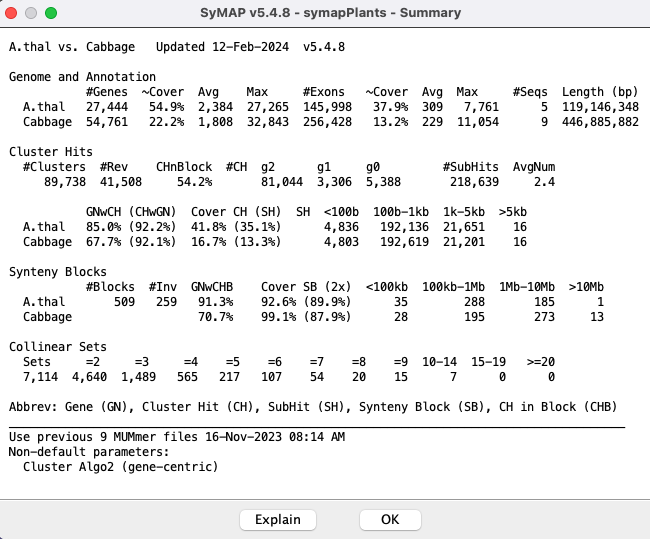 SyMAP v5.4.8 - symapPlants - Summary
A.thal vs. Cabbage   Updated 12-Feb-2024  v5.4.8
Genome and Annotation
           #Genes  ~Cover  Avg    Max     #Exons  ~Cover  Avg  Max     #Seqs  Length (bp)
  A.thal   27,444  54.9%  2,384  27,265  145,998  37.9%  309   7,761      5  119,146,348
  Cabbage  54,761  22.2%  1,808  32,843  256,428  13.2%  229  11,054      9  446,885,882
Cluster Hits
  #Clusters  #Rev    CHnBlock   #CH  g2     g1     g0         #SubHits  AvgNum
     89,738  41,508     54.2%       81,044  3,306  5,388       218,639     2.4
           GNwCH (CHwGN)  Cover CH (SH)  SH  <100b  100b-1kb  1k-5kb  >5kb
  A.thal   85.0% (92.2%)  41.8% (35.1%)      4,836   192,136  21,651    16
  Cabbage  67.7% (92.1%)  16.7% (13.3%)      4,803   192,619  21,201    16
Synteny Blocks
           #Blocks  #Inv  GNwCHB    Cover SB (2x)  <100kb  100kb-1Mb  1Mb-10Mb  >10Mb
  A.thal       509   259   91.3%    92.6% (89.9%)      35        288       185      1
  Cabbage                  70.7%    99.1% (87.9%)      28        195       273     13
Collinear Sets
  Sets      =2     =3     =4    =5    =6    =7    =8    =9  10-14  15-19   >=20
  7,114  4,640  1,489    565   217   107    54    20    15      7      0      0
Abbrev: Gene (GN), Cluster Hit (CH), SubHit (SH), Synteny Block (SB), CH in Block (CHB)
Use previous 9 MUMmer files 16-Nov-2023 08:14 AM
Non-default parameters:
  Cluster Algo2 (gene-centric)
Explain   OK